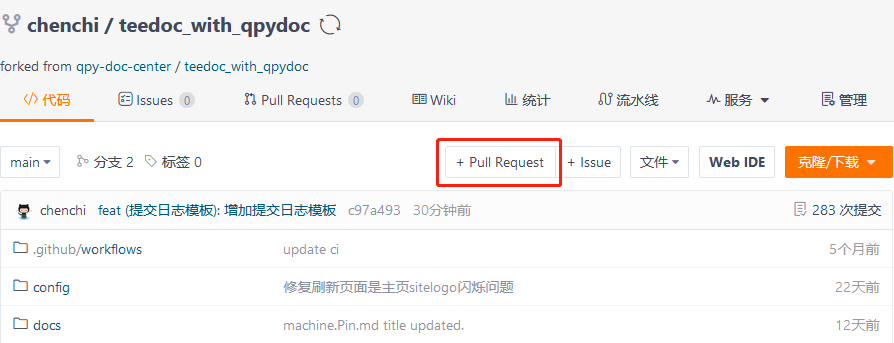 chenchi / teedoc_with_qpydoc
forked from qpy-doc-center / teedoc_with_qpydoc
代码 Issues 0 Pull Requests 0 Wiki 统计 流水线 服务 管理
main 分支 2 标签 0 + Pull Request + Issue 文件 Web IDE 克隆/下载
chenchi feat (提交日志模板): 增加提交日志模板 c97a493 30分钟前 283 次提交
.github/workflows update ci 5个月前
config 修复刷新页面是主页sitelogo闪烁问题 22天前
docs machine.Pin.md title updated. 12天前